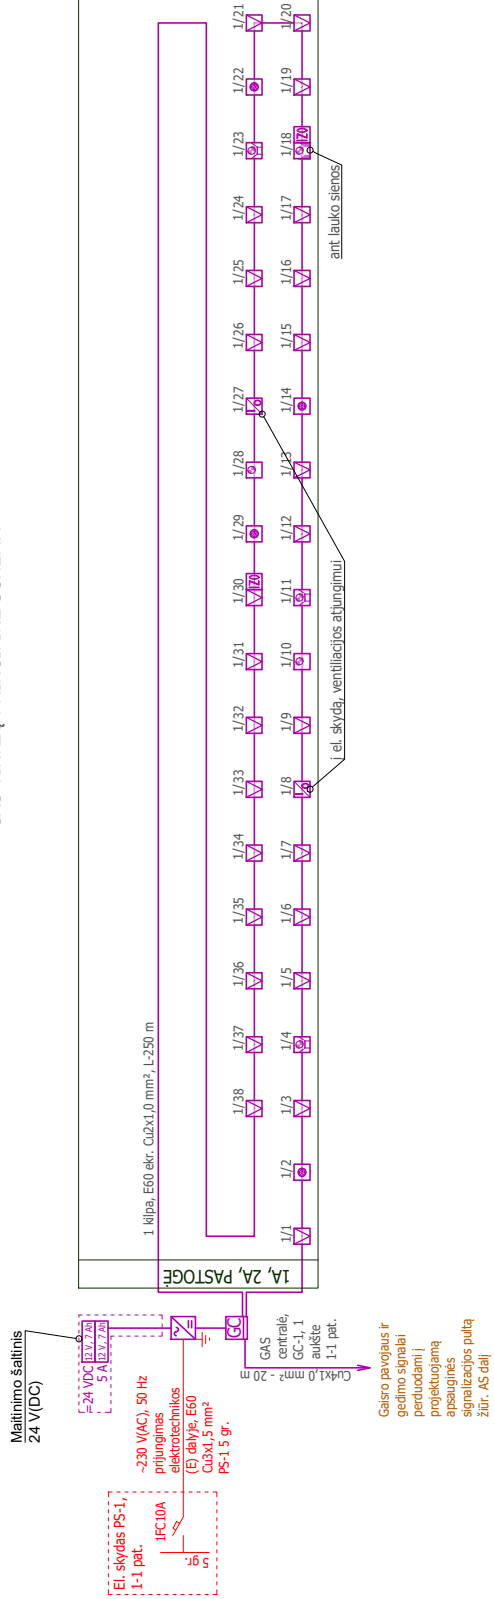 Maitinimo šaltinis
24 V(DC)
=24 VDC
5 A
12 V, 7 Ah
12 V, 7 Ah
El. skydas PS-1,
1-1 pat.
1FC10A
5 gr.
~230 V(AC), 50 Hz
prijungimas
elektrotechnikos
(E) dalyje, E60
Cu3x1,5 mm²
PS-1 5 gr.
GC
GAS
centralė,
GC-1, 1
aukšte
1-1 pat.
Cu4x1,0 mm² - 20 m
Gaisro pavojaus ir
gedimo signalai
perduodami į
projektuojamą
apsauginės
signalizacijos pultą
žiūr. AS dalį
1A, 2A, PASTOGĖ
1 kilpa, E60 ekr. Cu2x1,0 mm², L-250 m
1/38
1/37
1/36
1/35
1/34
1/33
1/32
1/31
1/30
IZO
1/29
1/28
1/27
1/26
1/25
1/24
1/23
1/22
1/21
1/1
1/2
1/3
1/4
1/5
1/6
1/7
1/8
1/9
1/10
1/11
1/12
1/13
1/14
1/15
1/16
1/17
1/18
IZO
1/19
1/20
į el. skydą, ventiliacijos atjungimui
ant lauko sienos